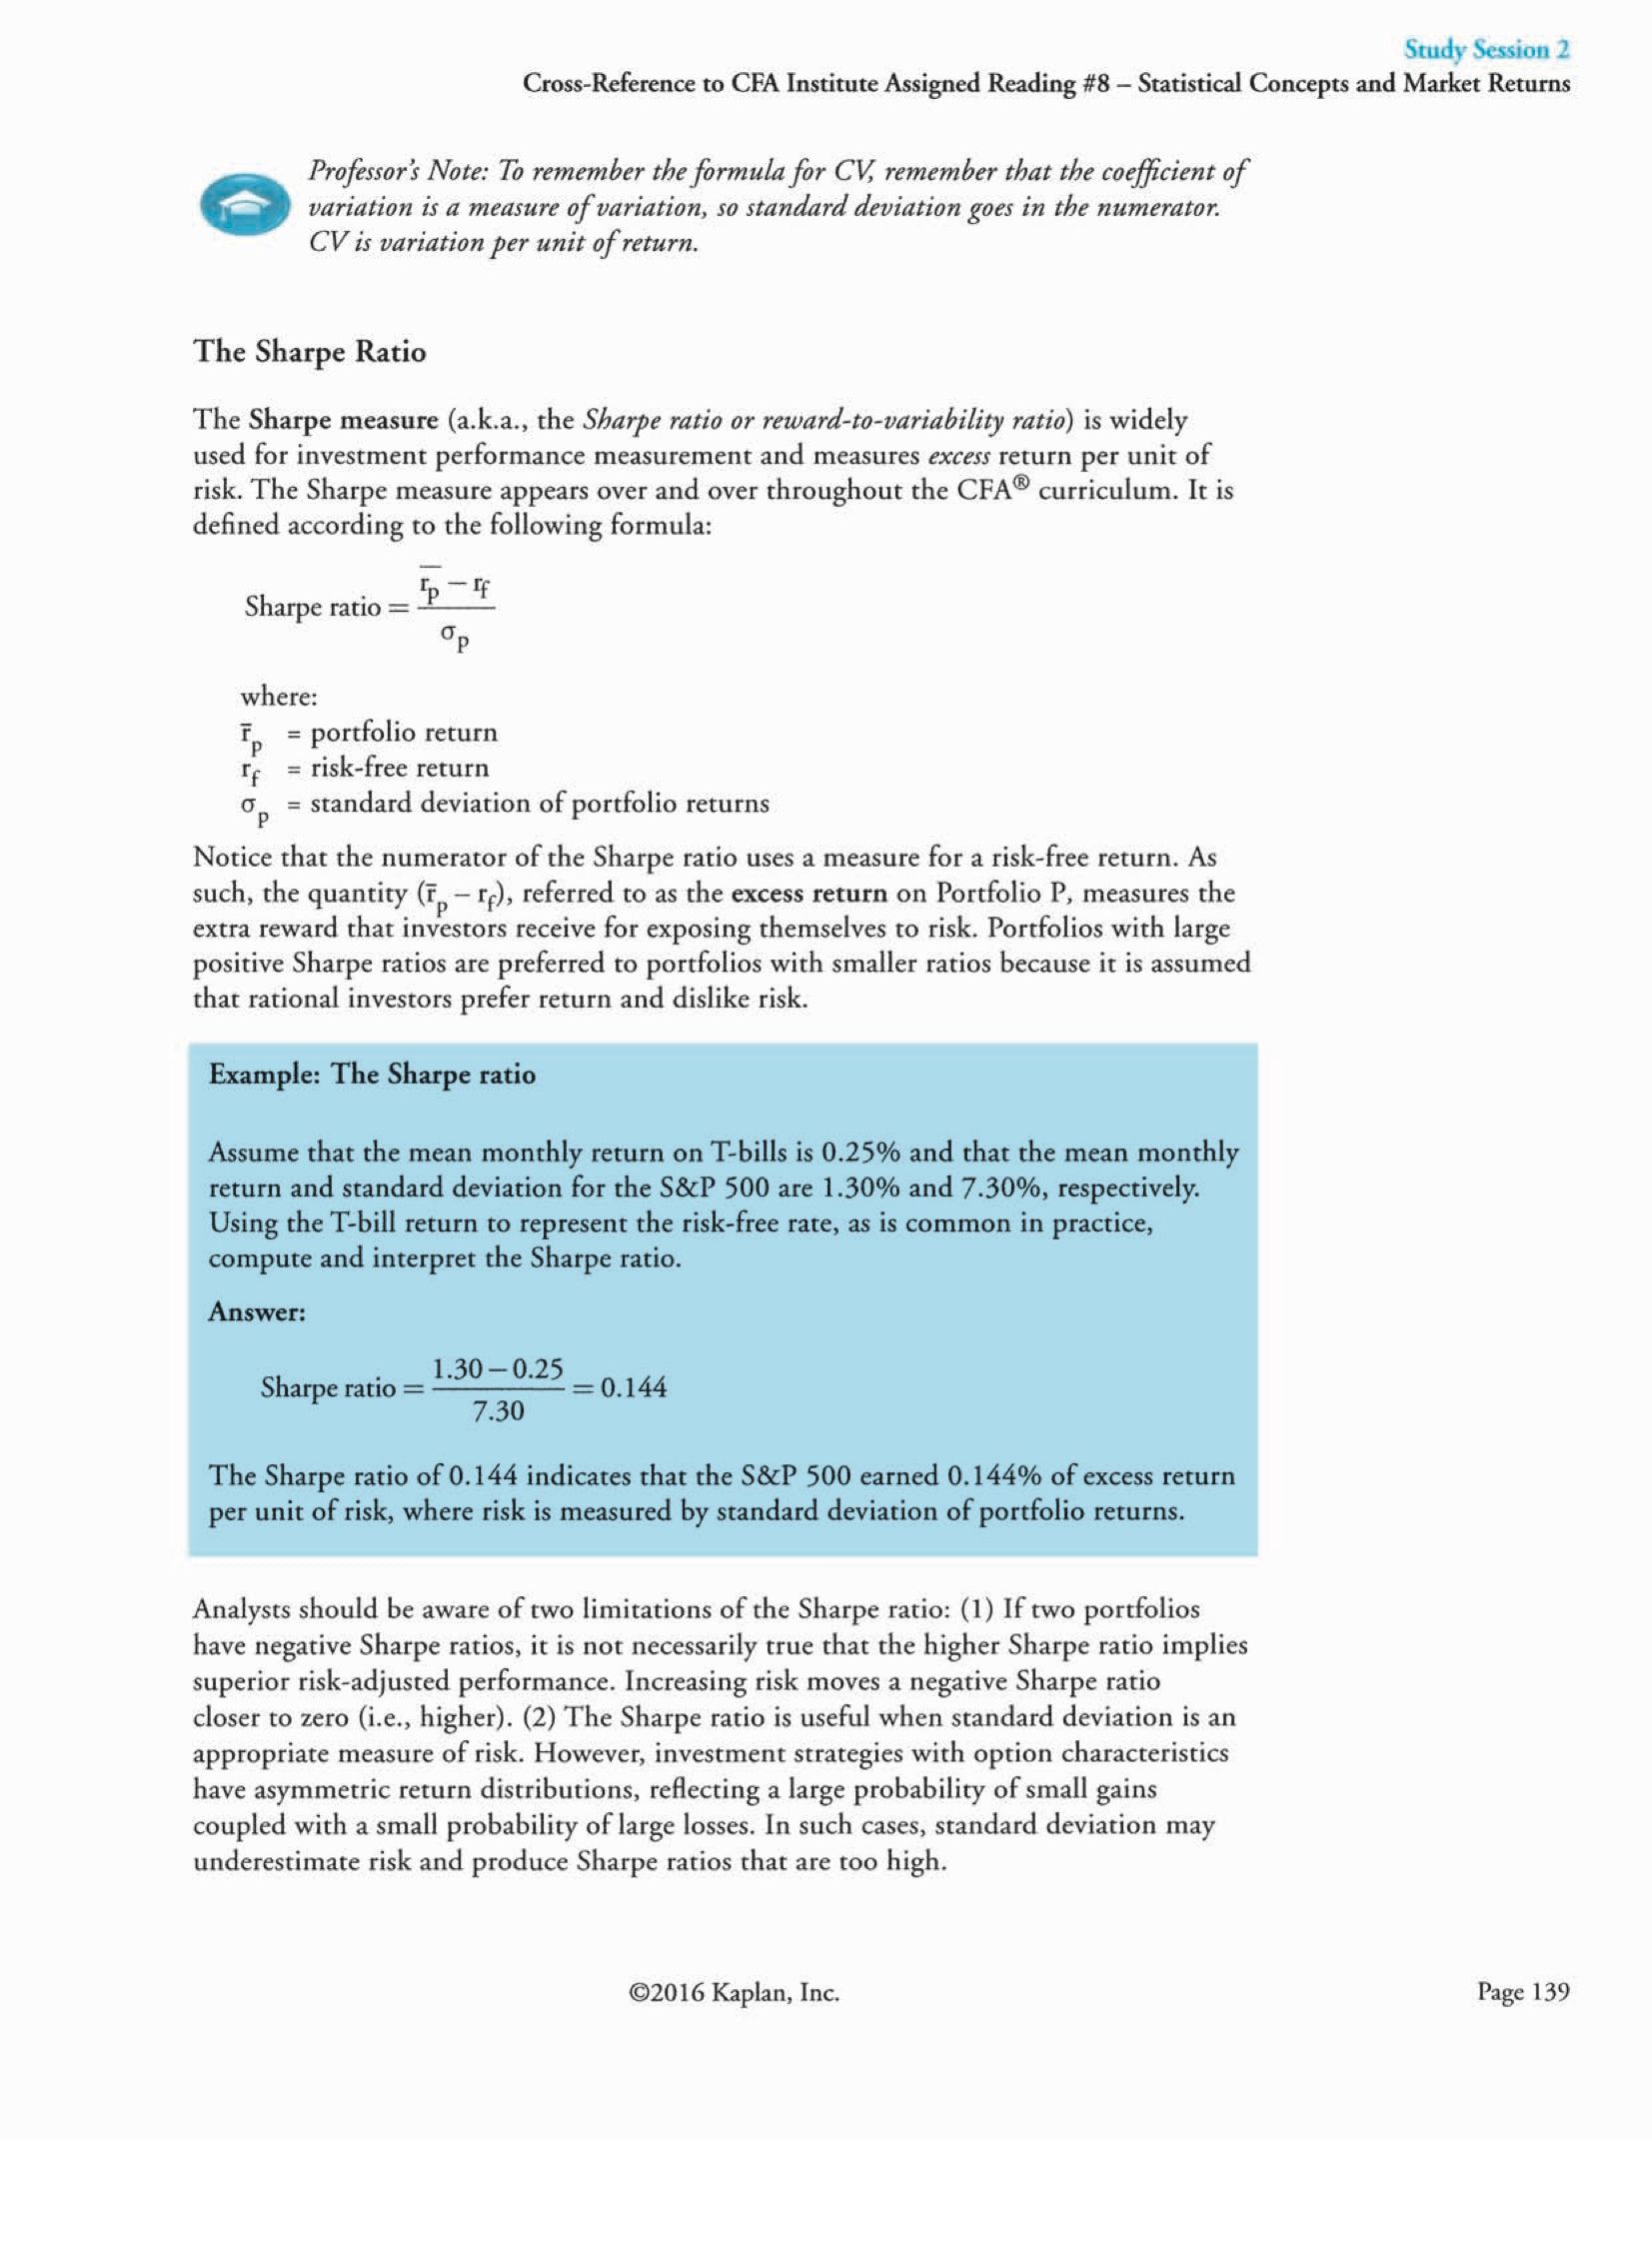 Study Session 2
Cross-Reference to CFA Institute Assigned Reading #8 – Statistical Concepts and Market Returns
Professor's Note: To remember the formula for CV, remember that the coefficient of
variation is a measure of variation, so standard deviation goes in the numerator.
CV is variation per unit of return.
The Sharpe Ratio
The Sharpe measure (a.k.a., the Sharpe ratio or reward-to-variability ratio) is widely
used for investment performance measurement and measures excess return per unit of
risk. The Sharpe measure appears over and over throughout the CFA® curriculum. It is
defined according to the following formula:
Sharpe ratio = (r̄p − rf) / σp
where:
r̄p = portfolio return
rf = risk-free return
σp = standard deviation of portfolio returns
Notice that the numerator of the Sharpe ratio uses a measure for a risk-free return. As
such, the quantity (r̄p – rf), referred to as the excess return on Portfolio P, measures the
extra reward that investors receive for exposing themselves to risk. Portfolios with large
positive Sharpe ratios are preferred to portfolios with smaller ratios because it is assumed
that rational investors prefer return and dislike risk.
Example: The Sharpe ratio
Assume that the mean monthly return on T-bills is 0.25% and that the mean monthly
return and standard deviation for the S&P 500 are 1.30% and 7.30%, respectively.
Using the T-bill return to represent the risk-free rate, as is common in practice,
compute and interpret the Sharpe ratio.
Answer:
Sharpe ratio = (1.30 − 0.25) / 7.30 = 0.144
The Sharpe ratio of 0.144 indicates that the S&P 500 earned 0.144% of excess return
per unit of risk, where risk is measured by standard deviation of portfolio returns.
Analysts should be aware of two limitations of the Sharpe ratio: (1) If two portfolios
have negative Sharpe ratios, it is not necessarily true that the higher Sharpe ratio implies
superior risk-adjusted performance. Increasing risk moves a negative Sharpe ratio
closer to zero (i.e., higher). (2) The Sharpe ratio is useful when standard deviation is an
appropriate measure of risk. However, investment strategies with option characteristics
have asymmetric return distributions, reflecting a large probability of small gains
coupled with a small probability of large losses. In such cases, standard deviation may
underestimate risk and produce Sharpe ratios that are too high.
©2016 Kaplan, Inc.
Page 139